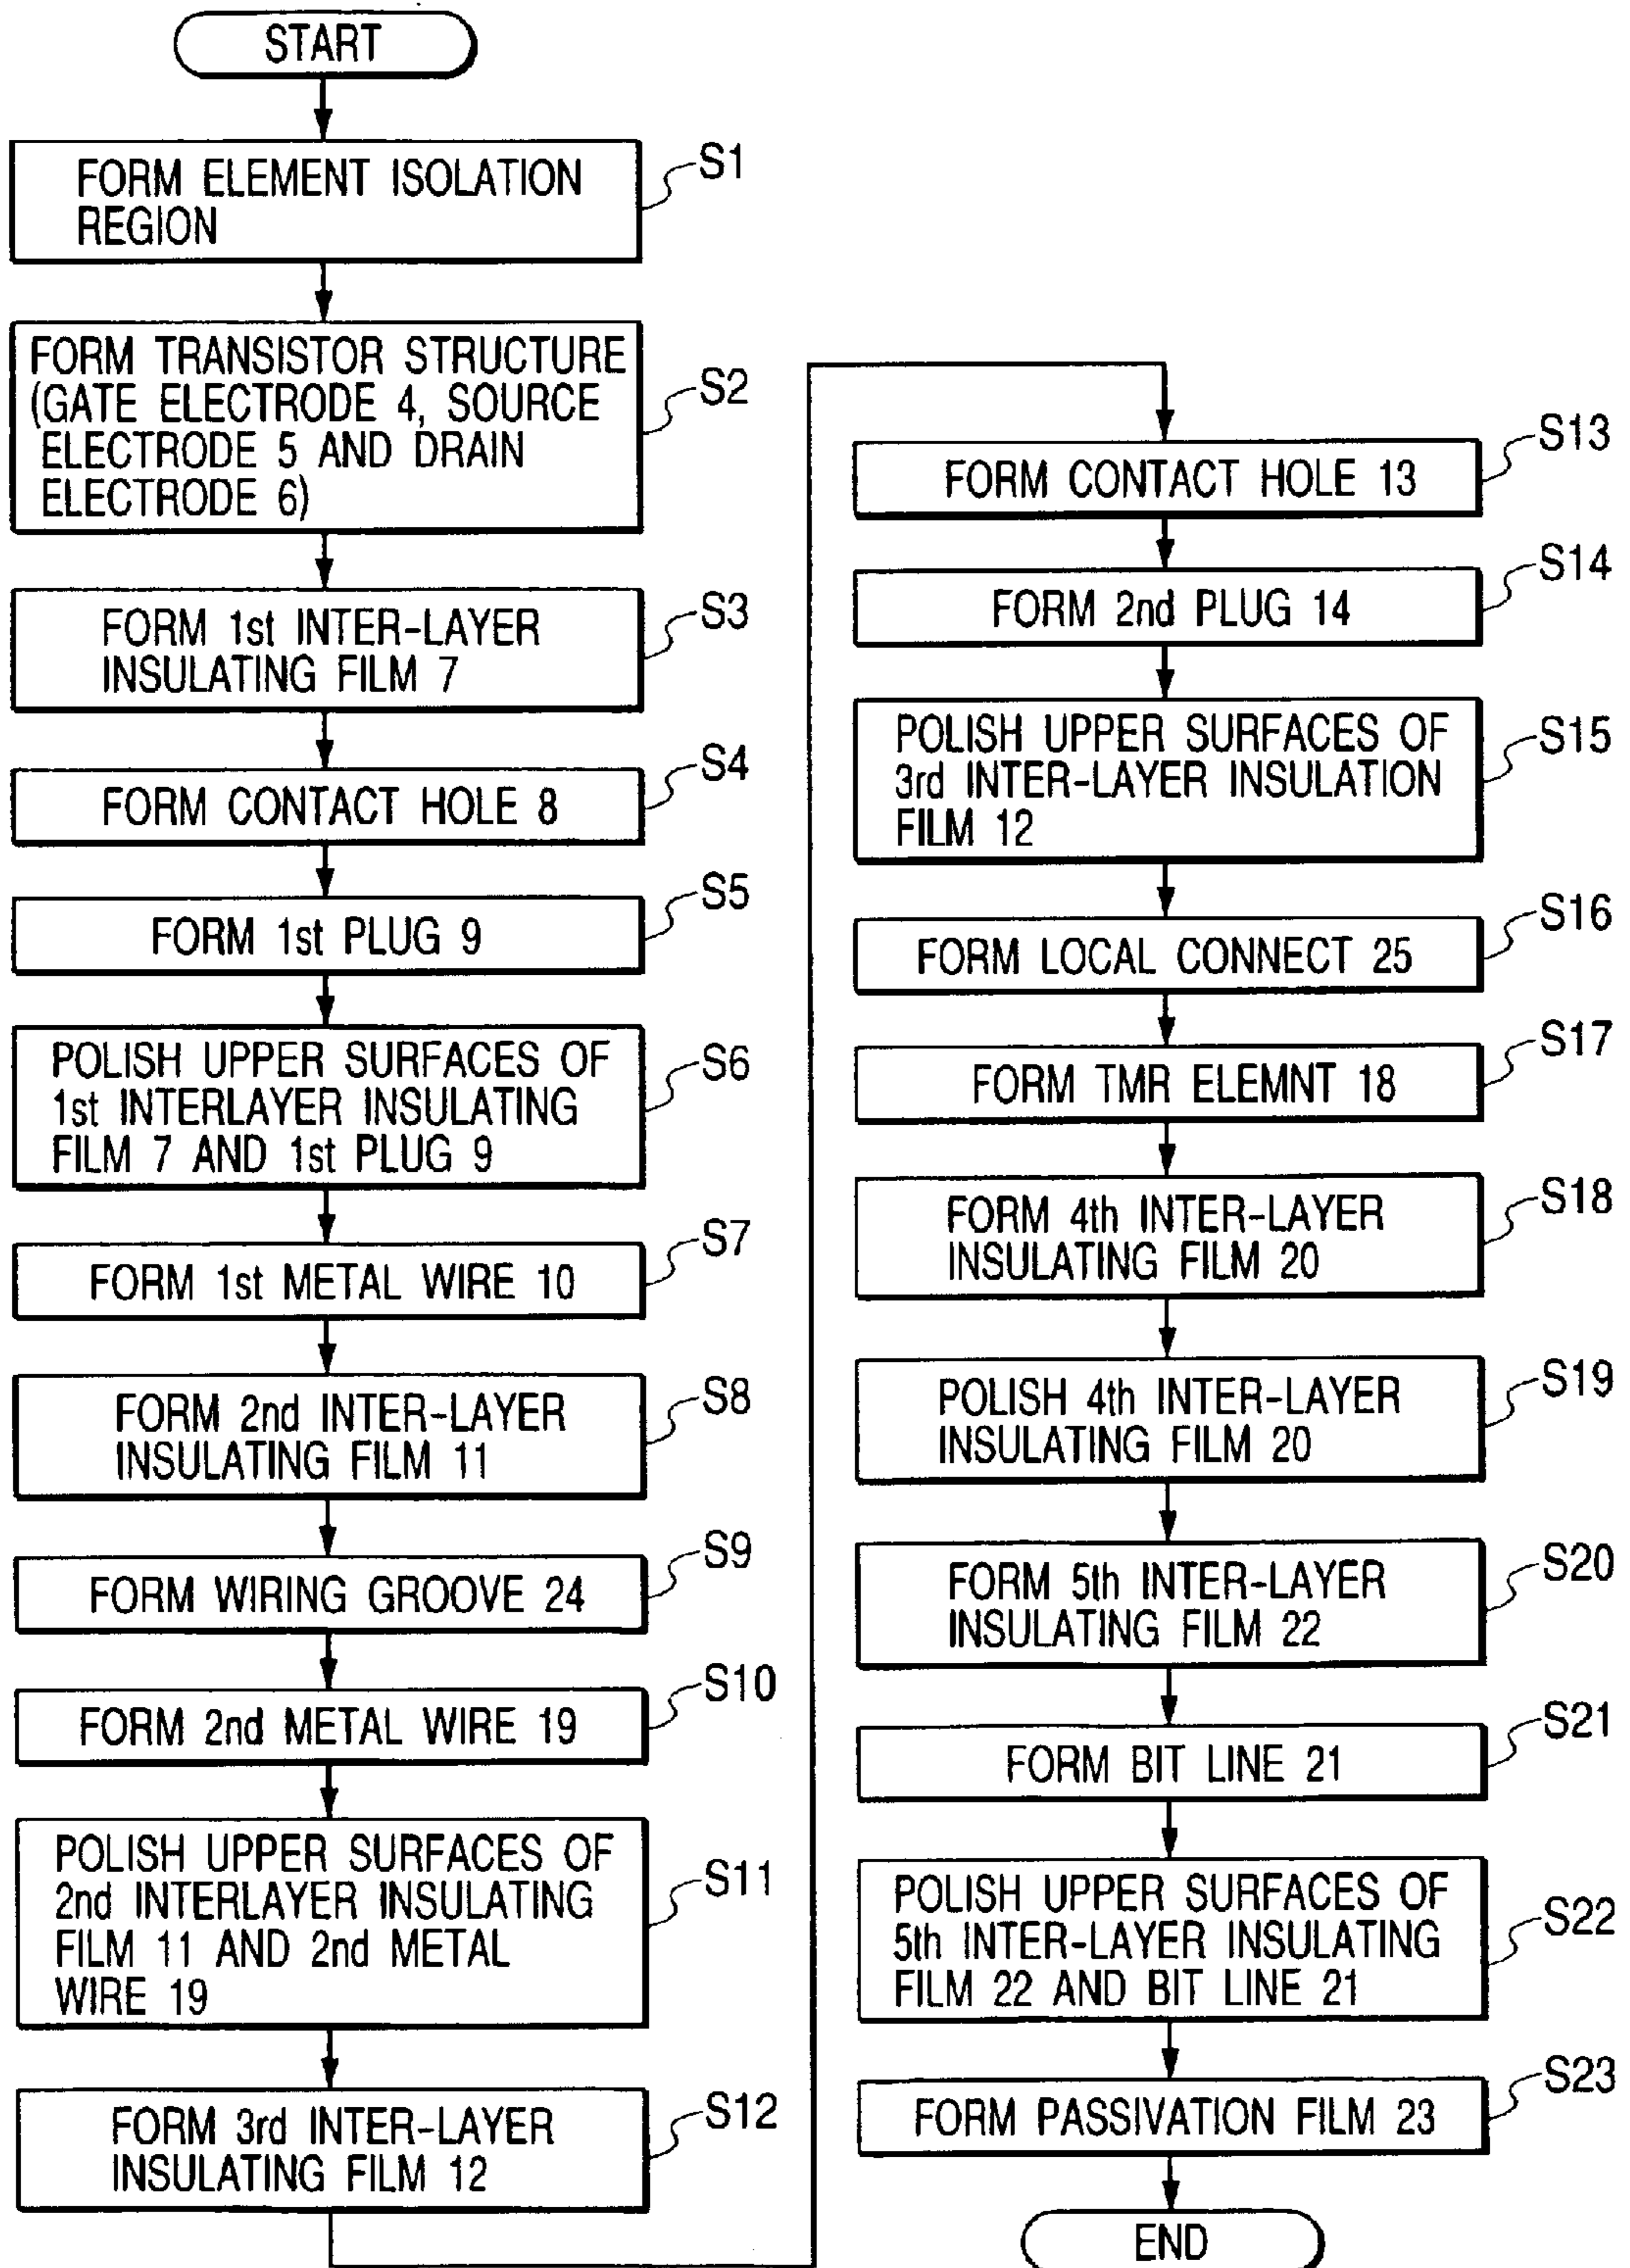 START
FORM ELEMENT ISOLATION
REGION
S1
FORM TRANSISTOR STRUCTURE
(GATE ELECTRODE 4, SOURCE
ELECTRODE 5 AND DRAIN
ELECTRODE 6)
S2
FORM 1st INTER-LAYER
INSULATING FILM 7
S3
FORM CONTACT HOLE 8
S4
FORM 1st PLUG 9
S5
POLISH UPPER SURFACES OF
1st INTERLAYER INSULATING
FILM 7 AND 1st PLUG 9
S6
FORM 1st METAL WIRE 10
S7
FORM 2nd INTER-LAYER
INSULATING FILM 11
S8
FORM WIRING GROOVE 24
S9
FORM 2nd METAL WIRE 19
S10
POLISH UPPER SURFACES OF
2nd INTERLAYER INSULATING
FILM 11 AND 2nd METAL
WIRE 19
S11
FORM 3rd INTER-LAYER
INSULATING FILM 12
S12
FORM CONTACT HOLE 13
S13
FORM 2nd PLUG 14
S14
POLISH UPPER SURFACES OF
3rd INTER-LAYER INSULATION
FILM 12
S15
FORM LOCAL CONNECT 25
S16
FORM TMR ELEMNT 18
S17
FORM 4th INTER-LAYER
INSULATING FILM 20
S18
POLISH 4th INTER-LAYER
INSULATING FILM 20
S19
FORM 5th INTER-LAYER
INSULATING FILM 22
S20
FORM BIT LINE 21
S21
POLISH UPPER SURFACES OF
5th INTER-LAYER INSULATING
FILM 22 AND BIT LINE 21
S22
FORM PASSIVATION FILM 23
S23
END